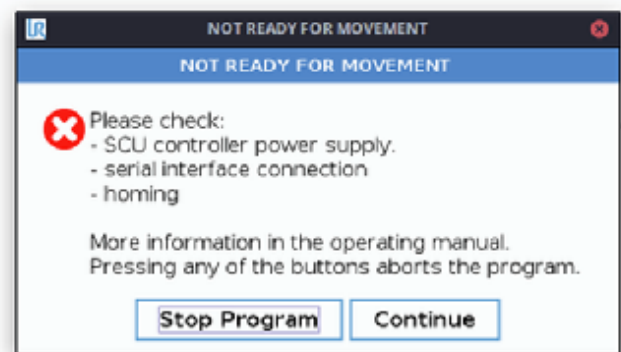 NOT READY FOR MOVEMENT
NOT READY FOR MOVEMENT
Please check:
- SCU controller power supply.
- serial interface connection
- homing
More information in the operating manual.
Pressing any of the buttons aborts the program.
Stop Program
Continue